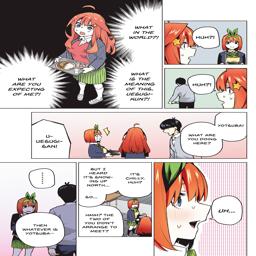 HUH?!
HUH?!
WHAT
IN THE
WORLD?!
WHAT
IS THE
MEANING
OF THIS,
UESUGI-
KUN?!
WHAT
ARE YOU
EXPECTING
OF ME?!
YOTSUBA!
WHAT ARE
YOU DOING
HERE?
U-
UESUGI-
SAN!
UH...
IT'S
CHILLY,
HUH?
BUT I
HEARD
IT'S SNOW-
ING UP
NORTH...
SO...
HMM? THE
TWO OF YOU
DIDN'T
ARRANGE
TO MEET?
......
THEN
WHATEVER IS
YOTSUBA-